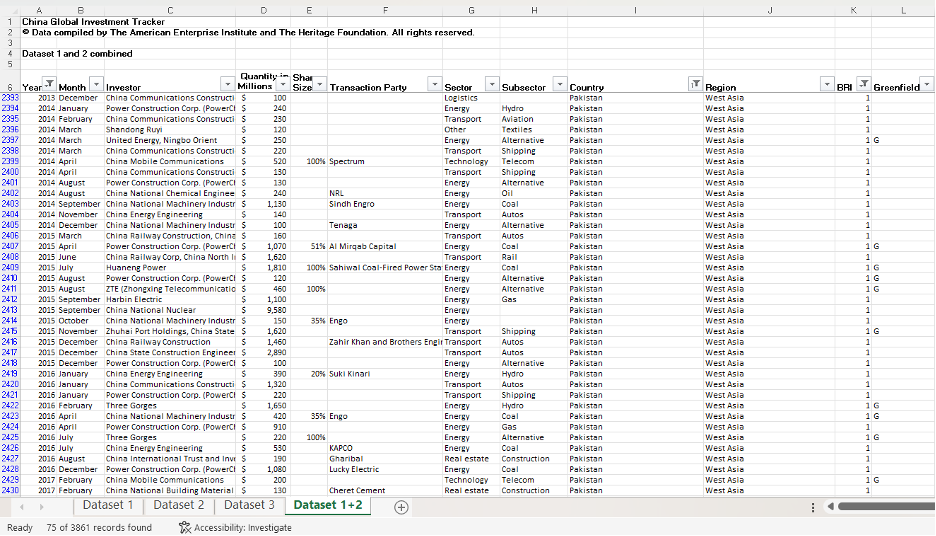 A B C D E F G H I J K L
1 China Global Investment Tracker
2 © Data compiled by The American Enterprise Institute and The Heritage Foundation. All rights reserved.
3
4 Dataset 1 and 2 combined
5
6 Year Month Investor Quantity in Millions Share Size Transaction Party Sector Subsector Country Region BRI Greenfield
2393 2013 December China Communications Constructi $ 100 Logistics Pakistan West Asia 1
2394 2014 January Power Construction Corp. (PowerCh $ 240 Energy Hydro Pakistan West Asia 1
2395 2014 February China Communications Constructi $ 230 Transport Aviation Pakistan West Asia 1
2396 2014 March Shandong Ruyi $ 120 Other Textiles Pakistan West Asia 1
2397 2014 March United Energy, Ningbo Orient $ 250 Energy Alternative Pakistan West Asia 1 G
2398 2014 March China Communications Constructi $ 220 Transport Shipping Pakistan West Asia 1
2399 2014 April China Mobile Communications $ 520 100% Spectrum Technology Telecom Pakistan West Asia 1
2400 2014 April China Communications Constructi $ 130 Transport Shipping Pakistan West Asia 1
2401 2014 August Power Construction Corp. (PowerCh $ 130 Energy Alternative Pakistan West Asia 1
2402 2014 August China National Chemical Enginee $ 240 NRL Energy Oil Pakistan West Asia 1
2403 2014 September China National Machinery Industr $ 1,130 Sindh Engro Energy Coal Pakistan West Asia 1
2404 2014 November China Energy Engineering $ 140 Transport Autos Pakistan West Asia 1
2405 2014 December China National Machinery Industr $ 100 Tenaga Energy Alternative Pakistan West Asia 1
2406 2015 March China Railway Construction, China $ 160 Transport Autos Pakistan West Asia 1
2407 2015 April Power Construction Corp. (PowerCh $ 1,070 51% Al Mirqab Capital Energy Coal Pakistan West Asia 1 G
2408 2015 June China Railway Corp, China North In $ 1,620 Transport Rail Pakistan West Asia 1
2409 2015 July Huaneng Power $ 1,810 100% Sahiwal Coal-Fired Power Sta Energy Coal Pakistan West Asia 1 G
2410 2015 August Power Construction Corp. (PowerCh $ 120 Energy Alternative Pakistan West Asia 1 G
2411 2015 August ZTE (Zhongxing Telecommunicatio $ 460 100% Energy Alternative Pakistan West Asia 1 G
2412 2015 September Harbin Electric $ 1,100 Energy Gas Pakistan West Asia 1
2413 2015 September China National Nuclear $ 9,580 Energy Pakistan West Asia 1
2414 2015 October China National Machinery Industr $ 150 35% Engo Energy Pakistan West Asia 1 G
2415 2015 November Zhuhai Port Holdings, China State $ 1,620 Transport Shipping Pakistan West Asia 1 G
2416 2015 December China Railway Construction $ 1,460 Zahir Khan and Brothers Engir Transport Autos Pakistan West Asia 1
2417 2015 December China State Construction Engineer $ 2,890 Transport Autos Pakistan West Asia 1
2418 2015 December Power Construction Corp. (PowerCh $ 100 Energy Alternative Pakistan West Asia 1
2419 2016 January China Energy Engineering $ 390 20% Suki Kinari Energy Hydro Pakistan West Asia 1 G
2420 2016 January China Communications Constructi $ 1,320 Transport Autos Pakistan West Asia 1
2421 2016 January Power Construction Corp. (PowerCh $ 220 Transport Shipping Pakistan West Asia 1
2422 2016 February Three Gorges $ 1,650 Energy Hydro Pakistan West Asia 1 G
2423 2016 April China National Machinery Industr $ 420 35% Engo Energy Coal Pakistan West Asia 1 G
2424 2016 April Power Construction Corp. (PowerCh $ 910 Energy Gas Pakistan West Asia 1
2425 2016 July Three Gorges $ 220 100% Energy Alternative Pakistan West Asia 1 G
2426 2016 July China Energy Engineering $ 530 KAPCO Energy Coal Pakistan West Asia 1
2427 2016 August China International Trust and Inve $ 190 Gharibal Real estate Construction Pakistan West Asia 1
2428 2016 December Power Construction Corp. (PowerCh $ 1,080 Lucky Electric Energy Coal Pakistan West Asia 1
2429 2017 February China Mobile Communications $ 200 Technology Telecom Pakistan West Asia 1 G
2430 2017 February China National Building Material $ 130 Cheret Cement Real estate Construction Pakistan West Asia 1
Dataset 1 Dataset 2 Dataset 3 Dataset 1+2
Ready 75 of 3861 records found Accessibility: Investigate